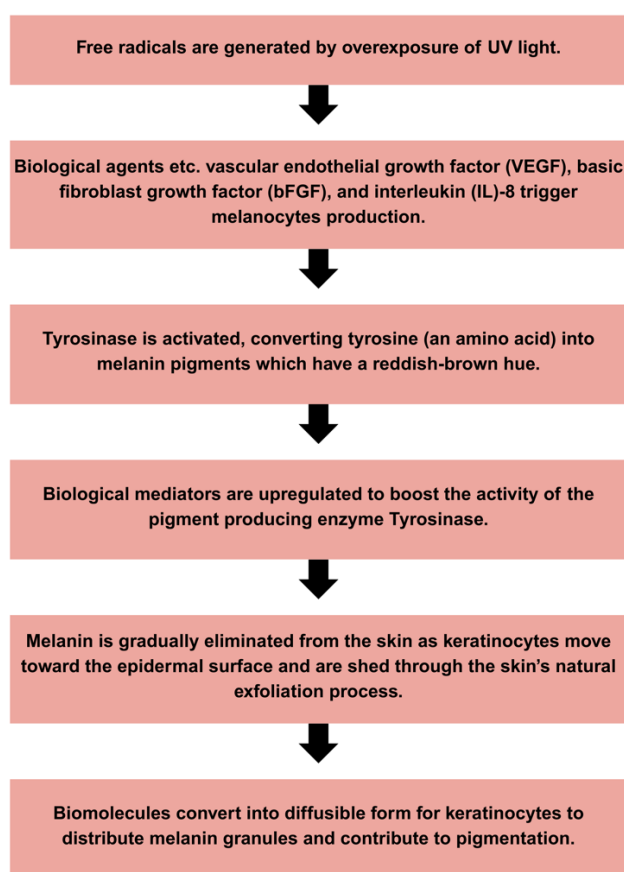 Free radicals are generated by overexposure of UV light.
Biological agents etc. vascular endothelial growth factor (VEGF), basic
fibroblast growth factor (bFGF), and interleukin (IL)-8 trigger
melanocytes production.
Tyrosinase is activated, converting tyrosine (an amino acid) into
melanin pigments which have a reddish-brown hue.
Biological mediators are upregulated to boost the activity of the
pigment producing enzyme Tyrosinase.
Melanin is gradually eliminated from the skin as keratinocytes move
toward the epidermal surface and are shed through the skin’s natural
exfoliation process.
Biomolecules convert into diffusible form for keratinocytes to
distribute melanin granules and contribute to pigmentation.